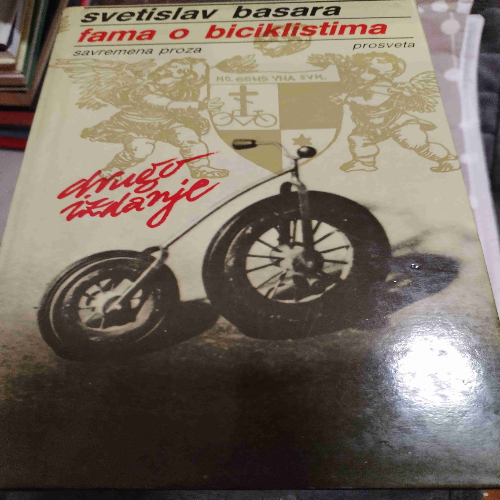 svetislav basara
fama o biciklistima
savremena proza
prosveta
drugo
izdanje